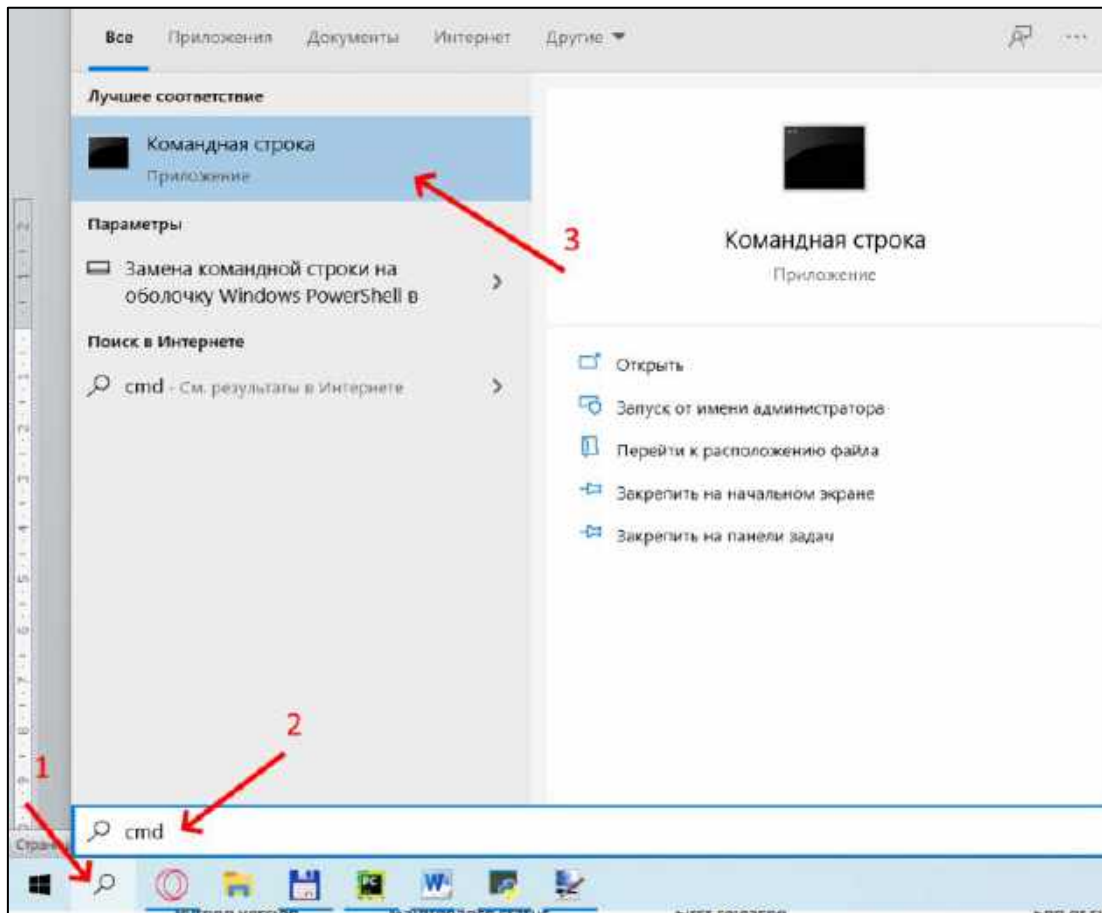 Все Приложения Документы Интернет Другие
Лучшее соответствие
Командная строка
Приложение
Параметры
Замена командной строки на
оболочку Windows PowerShell в
Поиск в Интернете
cmd - См. результаты в Интернете
Командная строка
Приложение
Открыть
Запуск от имени администратора
Перейти к расположению файла
Закрепить на начальном экране
Закрепить на панели задач
3
2
1
cmd
PC
W